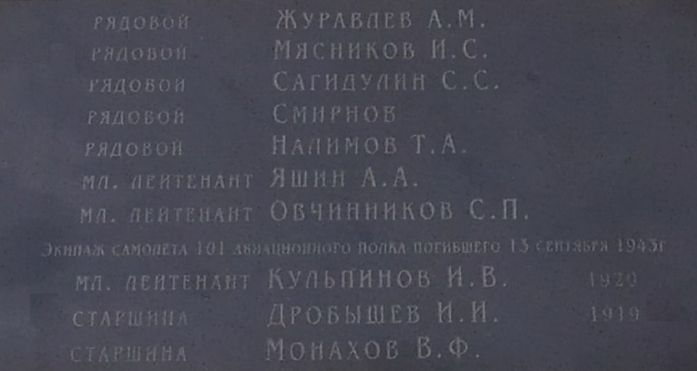 РЯДОВОЙ ЖУРАВЛЕВ А.М.
РЯДОВОЙ МЯСНИКОВ И.С.
РЯДОВОЙ САГИДУЛИН С.С.
РЯДОВОЙ СМИРНОВ
РЯДОВОЙ НАЛИМОВ Т.А.
МЛ. ЛЕЙТЕНАНТ ЯШИН А.А.
МЛ. ЛЕЙТЕНАНТ ОВЧИННИКОВ С.П.
ЭКИПАЖ САМОЛЕТА 101 АВИАЦИОННОГО ПОЛКА ПОГИБШЕГО 13 СЕНТЯБРЯ 1943Г
МЛ. ЛЕЙТЕНАНТ КУЛЬПИНОВ И.В. 1920
СТАРШИНА ДРОБЫШЕВ И.И. 1919
СТАРШИНА МОНАХОВ В.Ф.